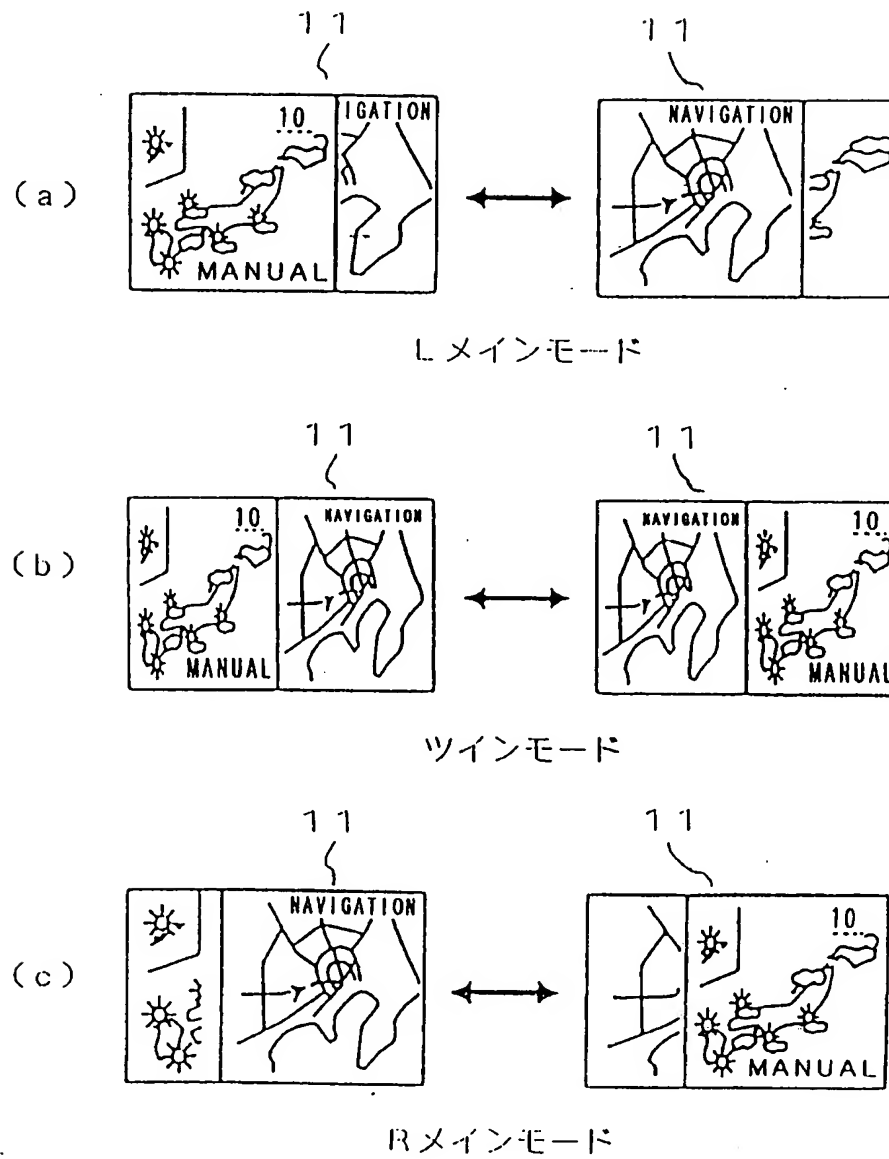 11 11
10 IGATION NAVIGATION
(a)
MANUAL
Lメインモード
11 11
10 NAVIGATION NAVIGATION 10
(b)
MANUAL MANUAL
ツインモード
11 11
NAVIGATION 10
(c)
MANUAL
Rメインモード